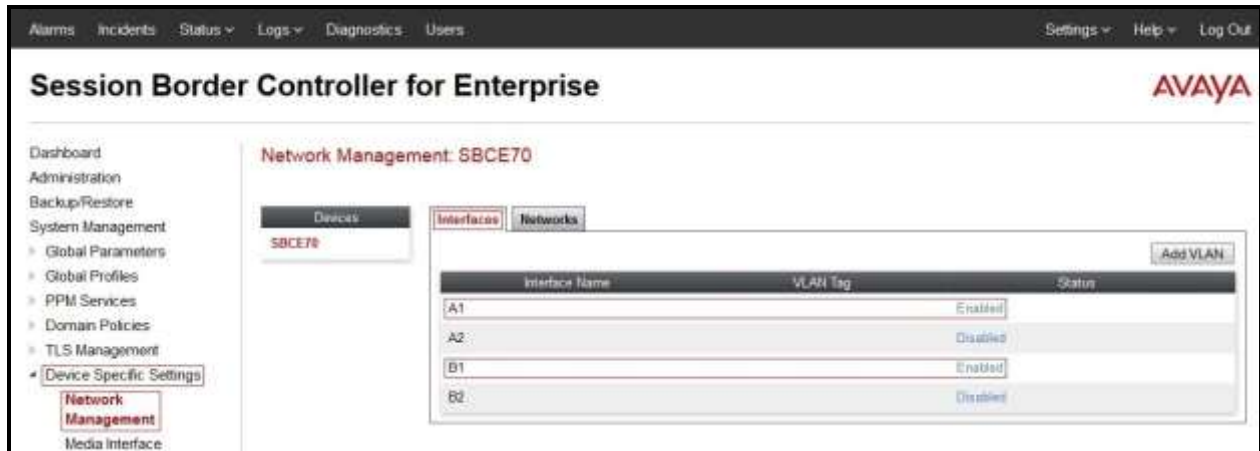 Alarms Incidents Status Logs Diagnostics Users Settings Help Log Out
Session Border Controller for Enterprise
AVAYA
Dashboard
Administration
Backup/Restore
System Management
Global Parameters
Global Profiles
PPM Services
Domain Policies
TLS Management
Device Specific Settings
Network
Management
Media Interface
Network Management: SBCE70
Devices
SBCE70
Interfaces Networks
Add VLAN
Interface Name VLAN Tag Status
A1 Enabled
A2 Disabled
B1 Enabled
B2 Disabled